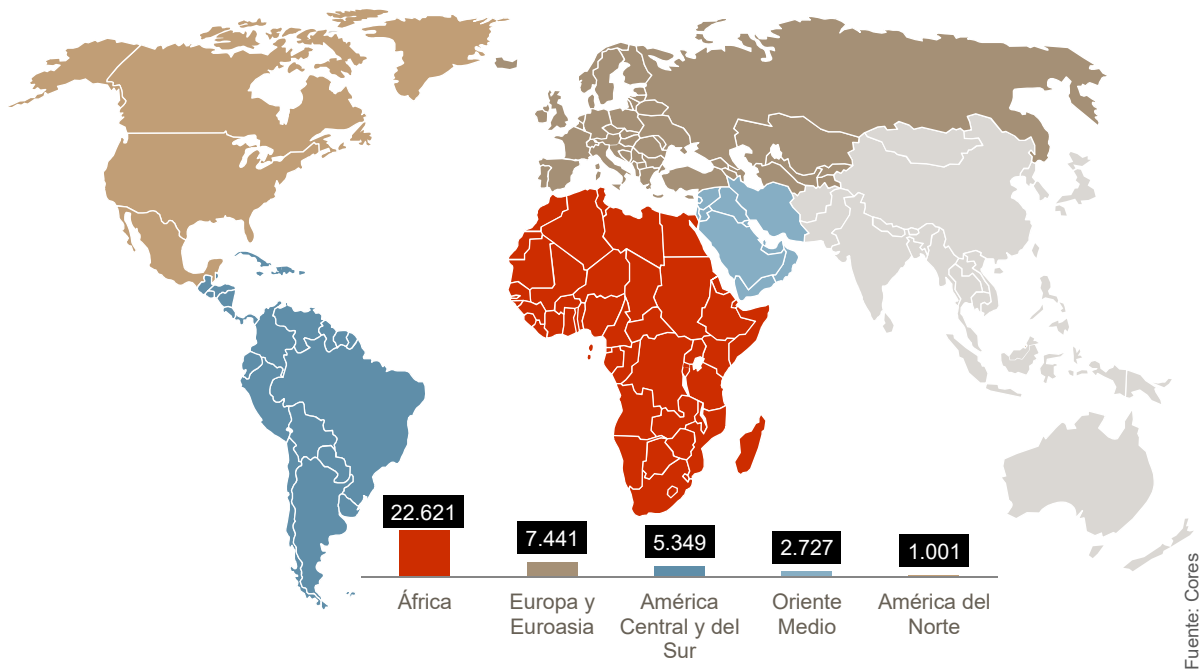 22.621
7.441
5.349
2.727
1.001
África
Europa y
Euroasia
América
Central y del
Sur
Oriente
Medio
América del
Norte
Fuente: Cores